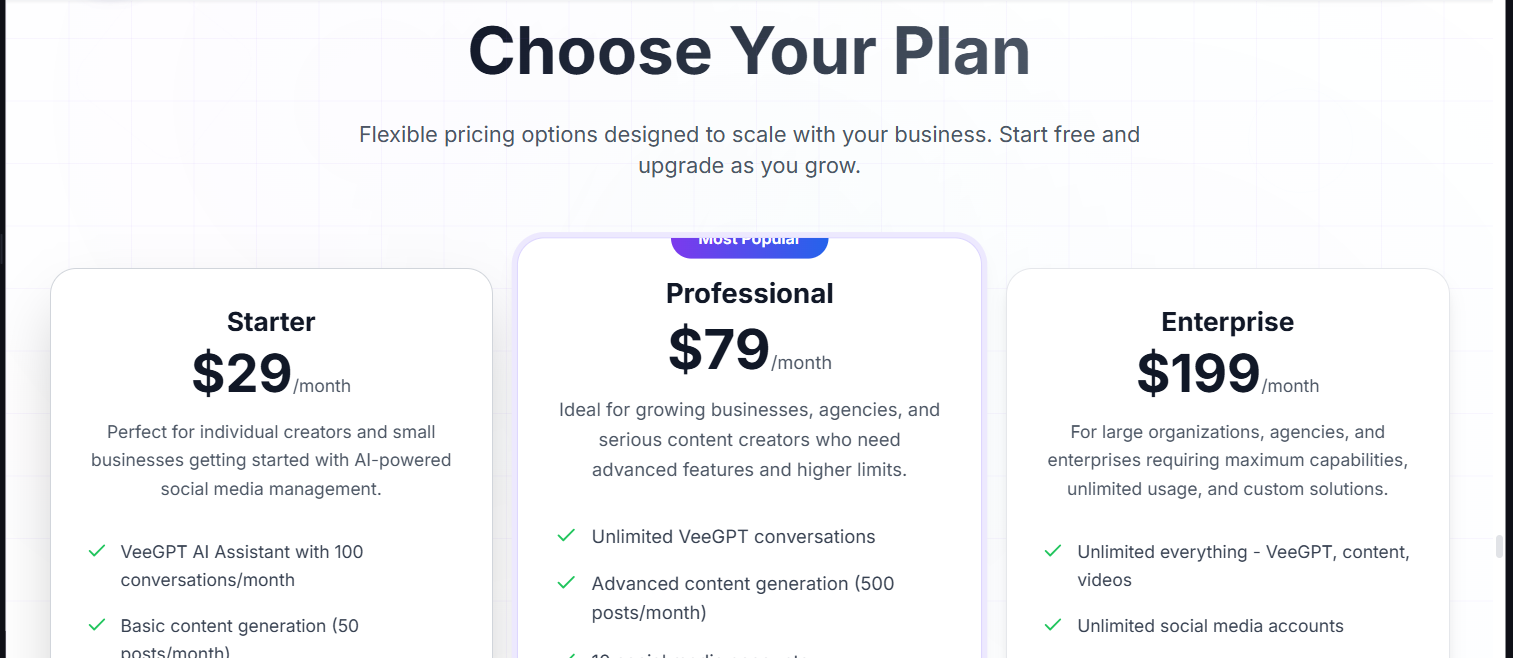 Choose Your Plan
Flexible pricing options designed to scale with your business. Start free and
upgrade as you grow.
Most Popular
Starter
$29/month
Perfect for individual creators and small
businesses getting started with AI-powered
social media management.
VeeGPT AI Assistant with 100
conversations/month
Basic content generation (50
posts/month)
Professional
$79/month
Ideal for growing businesses, agencies, and
serious content creators who need
advanced features and higher limits.
Unlimited VeeGPT conversations
Advanced content generation (500
posts/month)
Enterprise
$199/month
For large organizations, agencies, and
enterprises requiring maximum capabilities,
unlimited usage, and custom solutions.
Unlimited everything - VeeGPT, content,
videos
Unlimited social media accounts